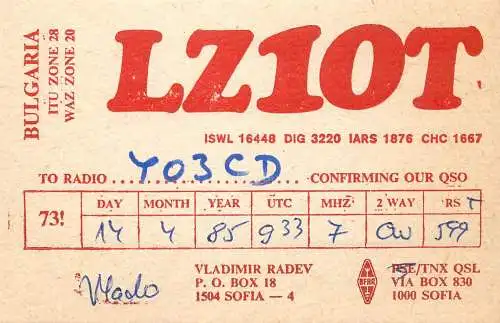 BULGARIA
ITU ZONE 28
WAZ ZONE 20
LZ1OT
ISWL 16448 DIG 3220 IARS 1876 CHC 1667
TO RADIO YO3CD CONFIRMING OUR QSO
73!
DAY MONTH YEAR UTC MHZ 2 WAY RST
14 4 85 933 7 CW 599
Vlado
VLADIMIR RADEV
P. O. BOX 18
1504 SOFIA — 4
BFRA
PSE/TNX QSL
VIA BOX 830
1000 SOFIA